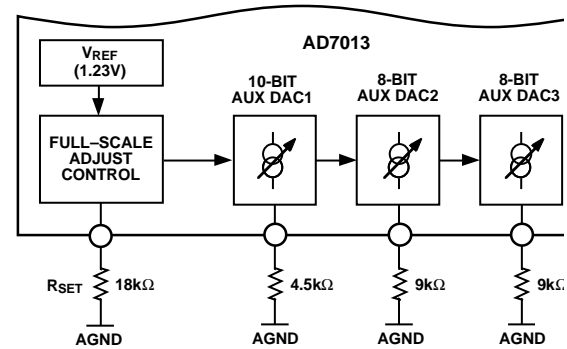 AD7013
VREF
(1.23V)
10-BIT
AUX DAC1
8-BIT
AUX DAC2
8-BIT
AUX DAC3
FULL–SCALE
ADJUST
CONTROL
RSET
18kΩ
4.5kΩ
9kΩ
9kΩ
AGND
AGND
AGND
AGND